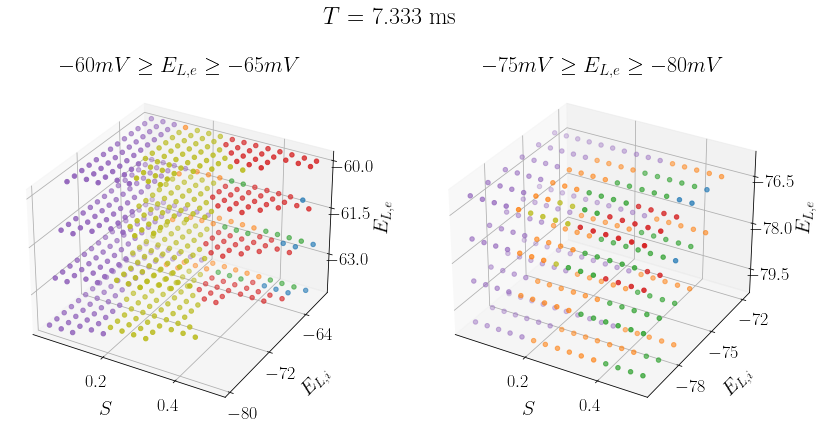 T = 7.333 ms
−60mV ≥ E_{L,e} ≥ −65mV
−60.0
−61.5
−63.0
E_{L,e}
0.2
0.4
S
−80
−72
−64
E_{L,i}
−75mV ≥ E_{L,e} ≥ −80mV
−76.5
−78.0
−79.5
E_{L,e}
0.2
0.4
S
−78
−75
−72
E_{L,i}